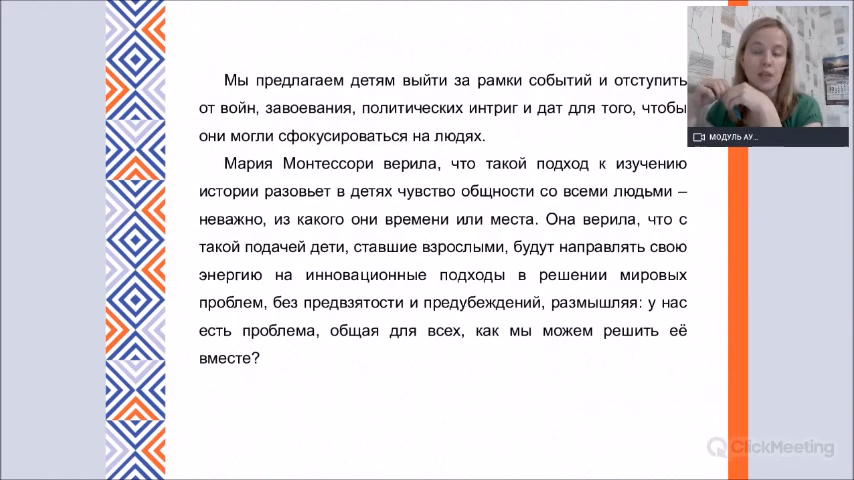 Мы предлагаем детям выйти за рамки событий и отступить
от войн, завоевания, политических интриг и дат для того, чтобы
они могли сфокусироваться на людях.
Мария Монтессори верила, что такой подход к изучению
истории разовьет в детях чувство общности со всеми людьми –
неважно, из какого они времени или места. Она верила, что с
такой подачей дети, ставшие взрослыми, будут направлять свою
энергию на инновационные подходы в решении мировых
проблем, без предвзятости и предубеждений, размышляя: у нас
есть проблема, общая для всех, как мы можем решить её
вместе?
МОДУЛЬ АУ...
ClickMeeting